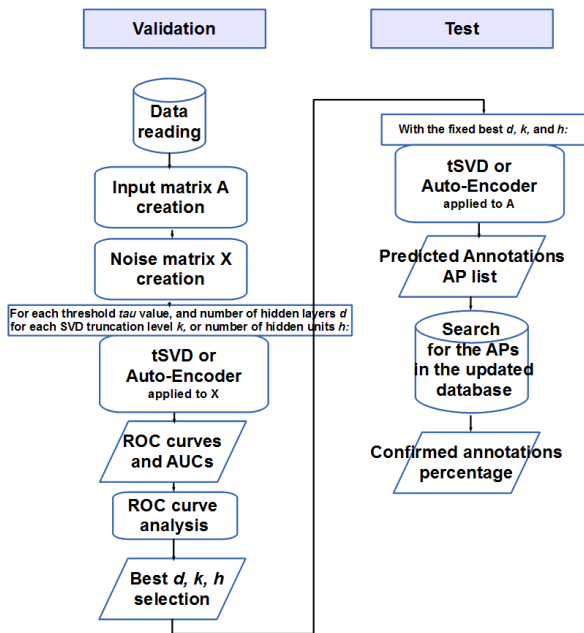 Validation
Data
reading
Input matrix A
creation
Noise matrix X
creation
For each threshold tau value, and number of hidden layers d
for each SVD truncation level k, or number of hidden units h:
tSVD or
Auto-Encoder
applied to X
ROC curves
and AUCs
ROC curve
analysis
Best d, k, h
selection
Test
With the fixed best d, k, and h:
tSVD or
Auto-Encoder
applied to A
Predicted Annotations
AP list
Search
for the APs
in the updated
database
Confirmed annotations
percentage